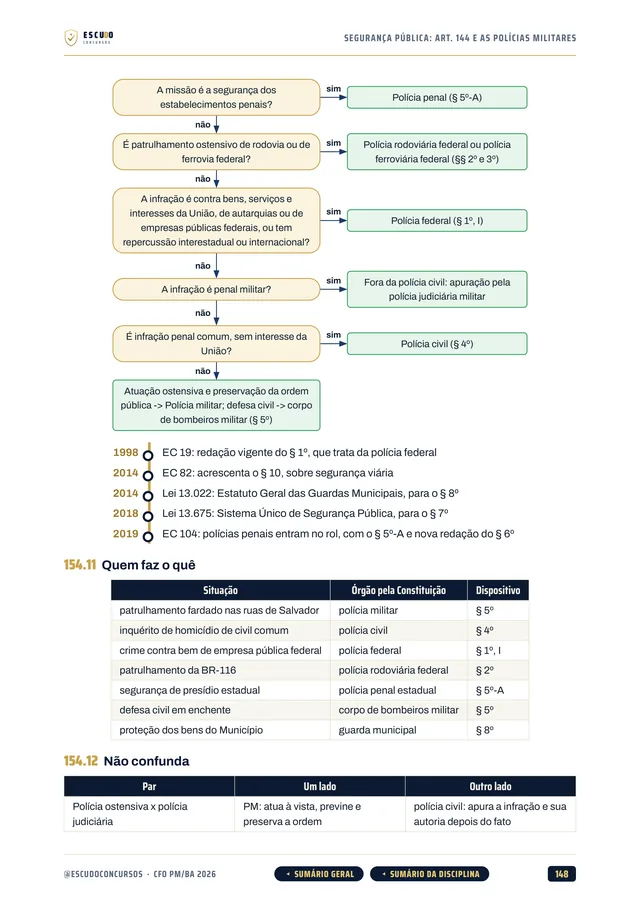 ESCUDO
CONCURSOS
SEGURANÇA PÚBLICA: ART. 144 E AS POLÍCIAS MILITARES
A missão é a segurança dos
estabelecimentos penais?
sim
Polícia penal (§ 5º-A)
não
É patrulhamento ostensivo de rodovia ou de
ferrovia federal?
sim
Polícia rodoviária federal ou polícia
ferroviária federal (§§ 2º e 3º)
não
A infração é contra bens, serviços e
interesses da União, de autarquias ou de
empresas públicas federais, ou tem
repercussão interestadual ou internacional?
sim
Polícia federal (§ 1º, I)
não
A infração é penal militar?
sim
Fora da polícia civil: apuração pela
polícia judiciária militar
não
É infração penal comum, sem interesse da
União?
sim
Polícia civil (§ 4º)
não
Atuação ostensiva e preservação da ordem
pública -> Polícia militar; defesa civil -> corpo
de bombeiros militar (§ 5º)
1998 EC 19: redação vigente do § 1º, que trata da polícia federal
2014 EC 82: acrescenta o § 10, sobre segurança viária
2014 Lei 13.022: Estatuto Geral das Guardas Municipais, para o § 8º
2018 Lei 13.675: Sistema Único de Segurança Pública, para o § 7º
2019 EC 104: polícias penais entram no rol, com o § 5º-A e nova redação do § 6º
154.11 Quem faz o quê
Situação Órgão pela Constituição Dispositivo
patrulhamento fardado nas ruas de Salvador polícia militar § 5º
inquérito de homicídio de civil comum polícia civil § 4º
crime contra bem de empresa pública federal polícia federal § 1º, I
patrulhamento da BR-116 polícia rodoviária federal § 2º
segurança de presídio estadual polícia penal estadual § 5º-A
defesa civil em enchente corpo de bombeiros militar § 5º
proteção dos bens do Município guarda municipal § 8º
154.12 Não confunda
Par Um lado Outro lado
Polícia ostensiva x polícia
judiciária
PM: atua à vista, previne e
preserva a ordem
polícia civil: apura a infração e sua
autoria depois do fato
@ESCUDOCONCURSOS · CFO PM/BA 2026
SUMÁRIO GERAL
SUMÁRIO DA DISCIPLINA
148